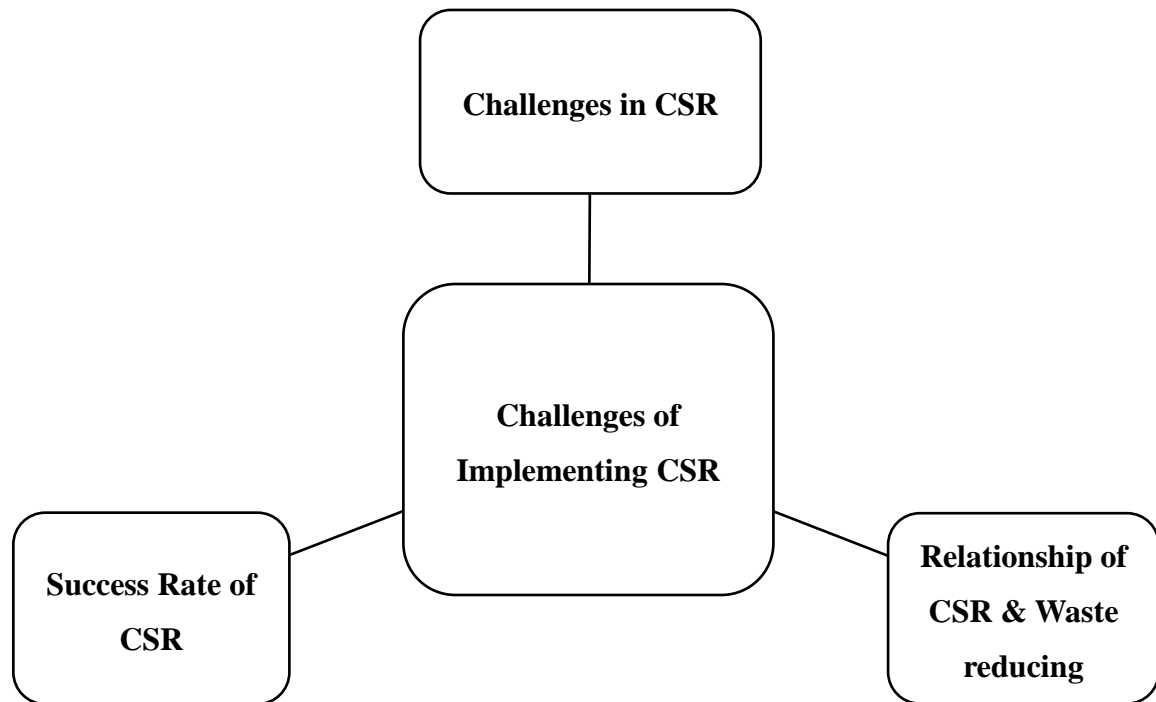 Challenges in CSR
Challenges of
Implementing CSR
Success Rate of
CSR
Relationship of
CSR & Waste
reducing